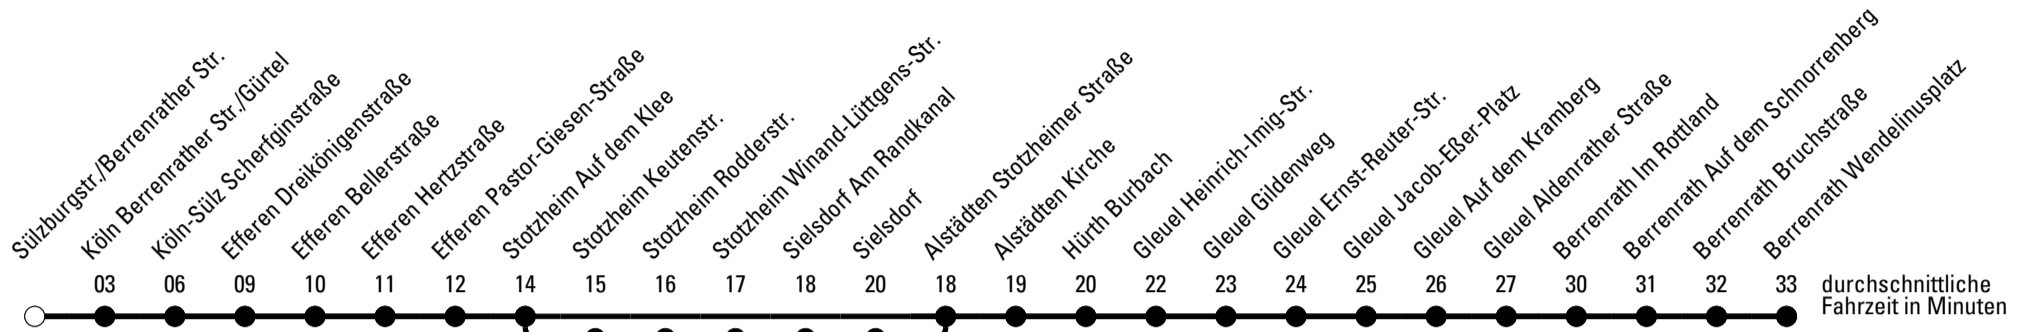 Sülzburgstr./Berrenrather Str.
Köln Berrenrather Str./Gürtel
Köln-Sülz Scherfginstraße
Efferen Dreikönigenstraße
Efferen Bellerstraße
Efferen Hertzstraße
Efferen Pastor-Giesen-Straße
Stotzheim Auf dem Klee
Stotzheim Keutenstr.
Stotzheim Rodderstr.
Stotzheim Winand-Lüttgens-Str.
Sielsdorf Am Randkanal
Sielsdorf
Alstädten Stotzheimer Straße
Alstädten Kirche
Hürth Burbach
Gleuel Heinrich-Imig-Str.
Gleuel Gildenweg
Gleuel Ernst-Reuter-Str.
Gleuel Jacob-Eßer-Platz
Gleuel Auf dem Kramberg
Gleuel Aldenrather Straße
Berrenrath Im Rottland
Berrenrath Auf dem Schnorrenberg
Berrenrath Bruchstraße
Berrenrath Wendelinusplatz
03 06 09 10 11 12 14 15 16 17 18 20 18 19 20 22 23 24 25 26 27 30 31 32 33
durchschnittliche
Fahrzeit in Minuten